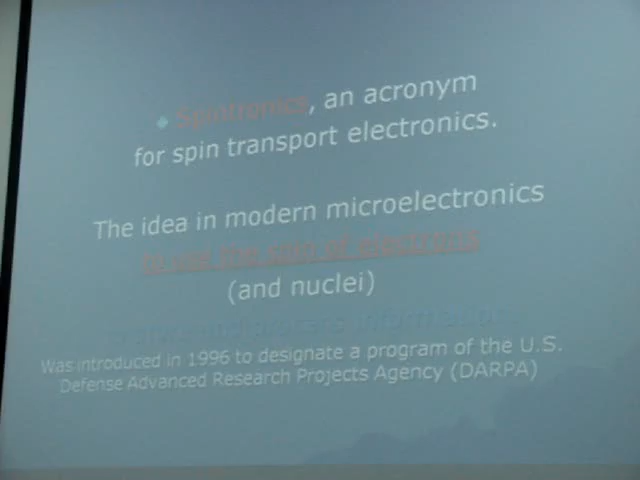 Spintronics, an acronym
for spin transport electronics.
The idea in modern microelectronics
to use the spin of electrons
(and nuclei)
to store and process information.
Was introduced in 1996 to designate a program of the U.S.
Defense Advanced Research Projects Agency (DARPA)